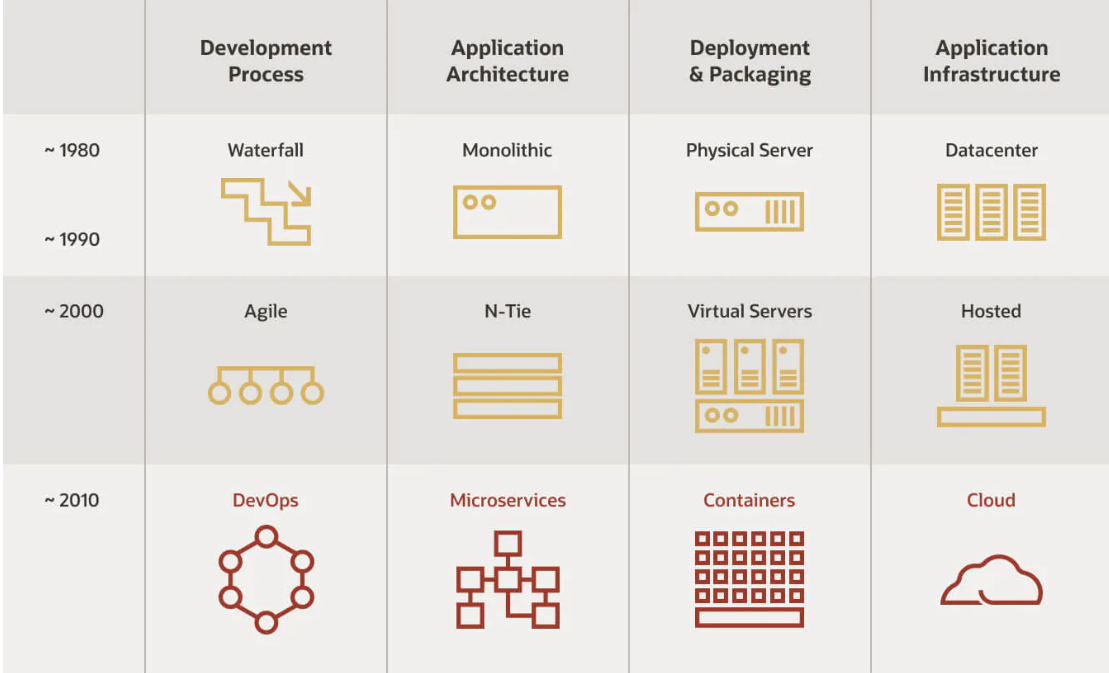 Development
Process
Application
Architecture
Deployment
& Packaging
Application
Infrastructure
~ 1980
Waterfall
Monolithic
Physical Server
Datacenter
~ 1990
~ 2000
Agile
N-Tie
Virtual Servers
Hosted
~ 2010
DevOps
Microservices
Containers
Cloud